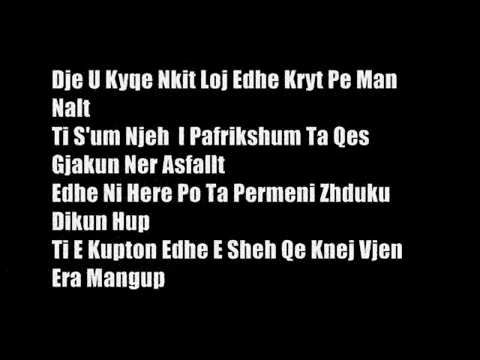 Dje U Kyqe Nkit Loj Edhe Kryt Pe Man
Nalt
Ti S'um Njeh I Pafrikshum Ta Qes
Gjakun Ner Asfallt
Edhe Ni Here Po Ta Permeni Zhduku
Dikun Hup
Ti E Kupton Edhe E Sheh Qe Knej Vjen
Era Mangup